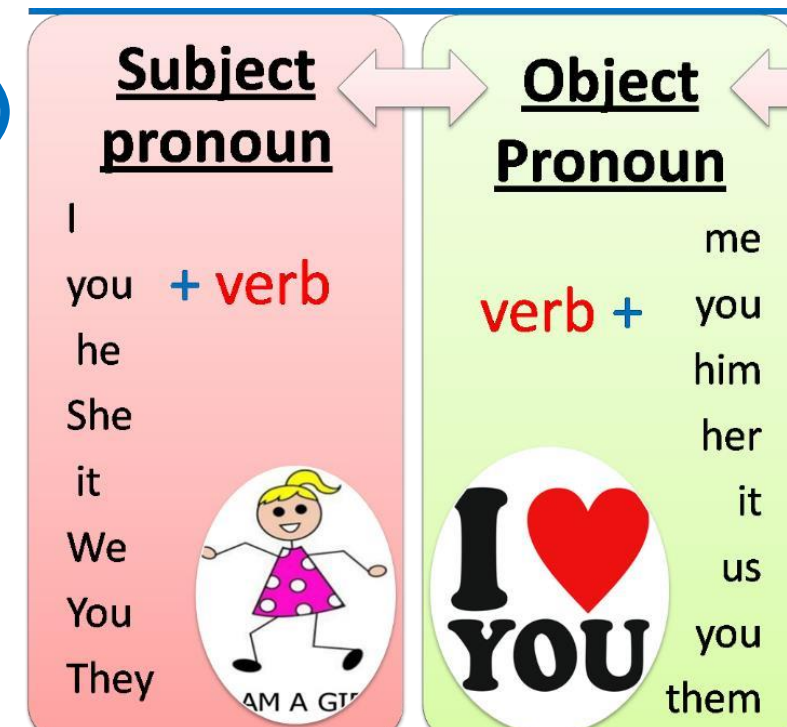 Subject
pronoun
I
you + verb
he
She
it
We
You
They
AM A
Object
Pronoun
me
verb + you
him
her
it
us
you
them
I ❤
YOU